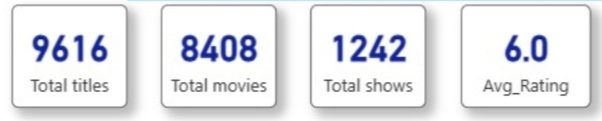 9616 8408 1242 6.0
Total titles Total movies Total shows Avg_Rating